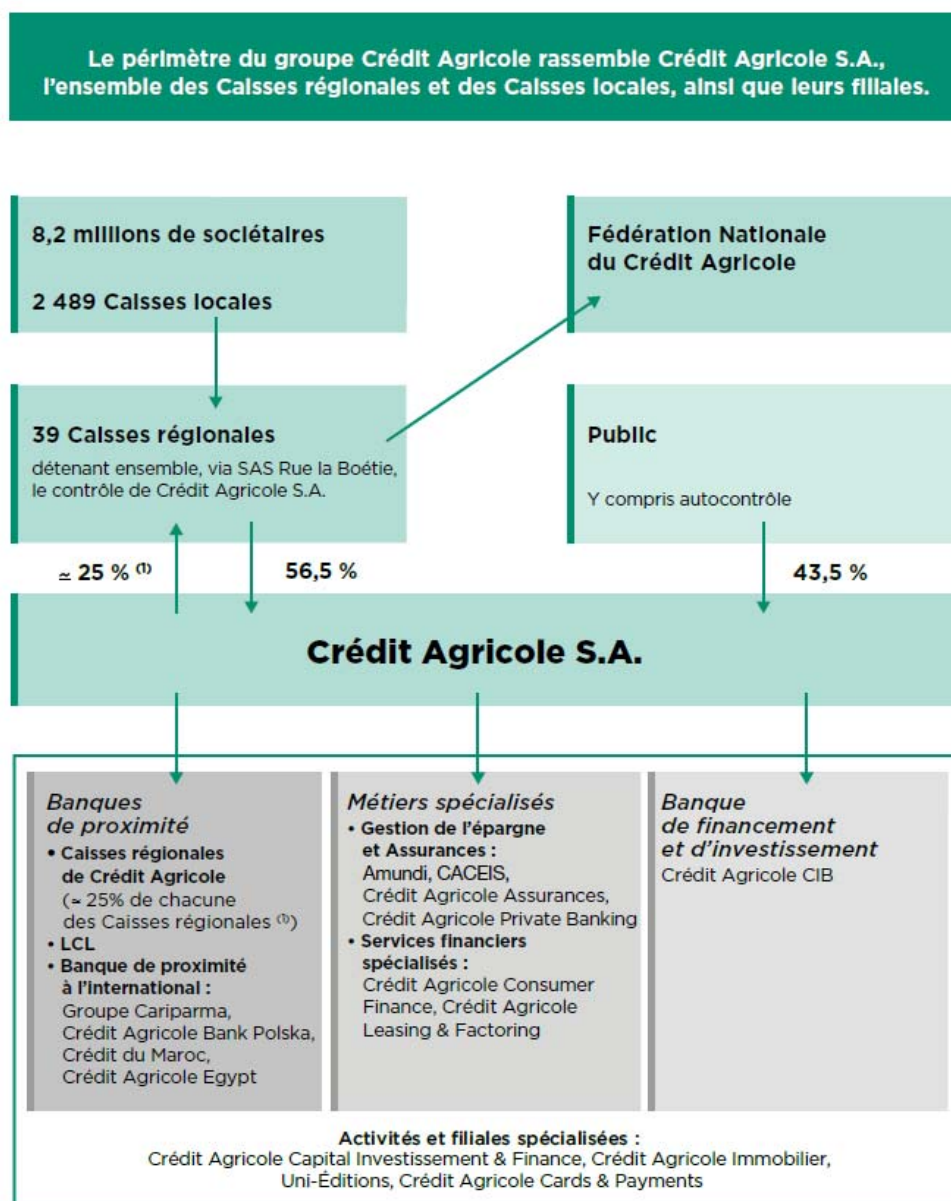 Le périmètre du groupe Crédit Agricole rassemble Crédit Agricole S.A.,
l'ensemble des Caisses régionales et des Caisses locales, ainsi que leurs filiales.
8,2 millions de sociétaires
2 489 Caisses locales
Fédération Nationale
du Crédit Agricole
39 Caisses régionales
détenant ensemble, via SAS Rue la Boétie,
le contrôle de Crédit Agricole S.A.
Public
Y compris autocontrôle
≃ 25 % (1)
56,5 %
43,5 %
Crédit Agricole S.A.
Banques
de proximité
• Caisses régionales
de Crédit Agricole
(≃ 25% de chacune
des Caisses régionales (1))
• LCL
• Banque de proximité
à l'international :
Groupe Cariparma,
Crédit Agricole Bank Polska,
Crédit du Maroc,
Crédit Agricole Egypt
Métiers spécialisés
• Gestion de l'épargne
et Assurances :
Amundi, CACEIS,
Crédit Agricole Assurances,
Crédit Agricole Private Banking
• Services financiers
spécialisés :
Crédit Agricole Consumer
Finance, Crédit Agricole
Leasing & Factoring
Banque
de financement
et d'investissement
Crédit Agricole CIB
Activités et filiales spécialisées :
Crédit Agricole Capital Investissement & Finance, Crédit Agricole Immobilier,
Uni-Éditions, Crédit Agricole Cards & Payments